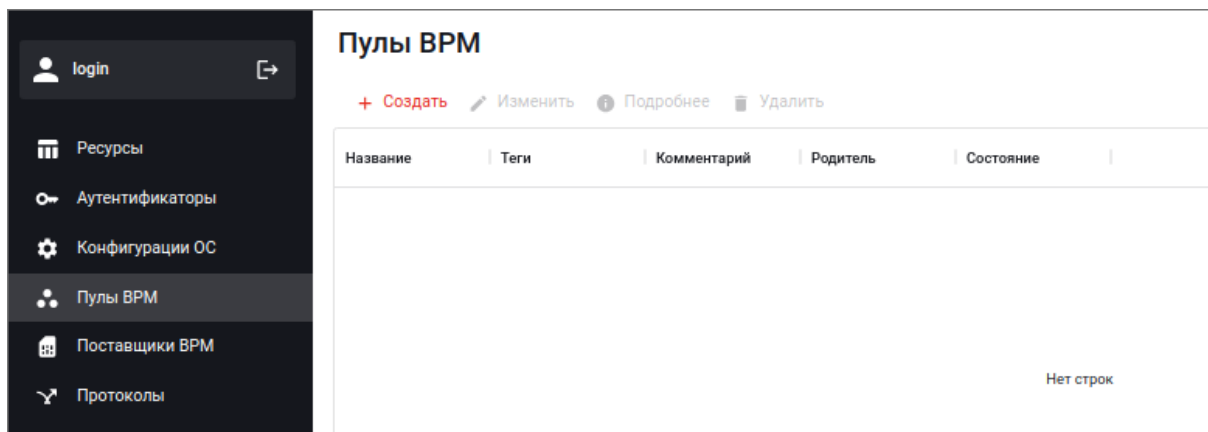 login
Ресурсы
Аутентификаторы
Конфигурации ОС
Пулы ВРМ
Поставщики ВРМ
Протоколы
Пулы ВРМ
+ Создать Изменить Подробнее Удалить
Название Теги Комментарий Родитель Состояние
Нет строк